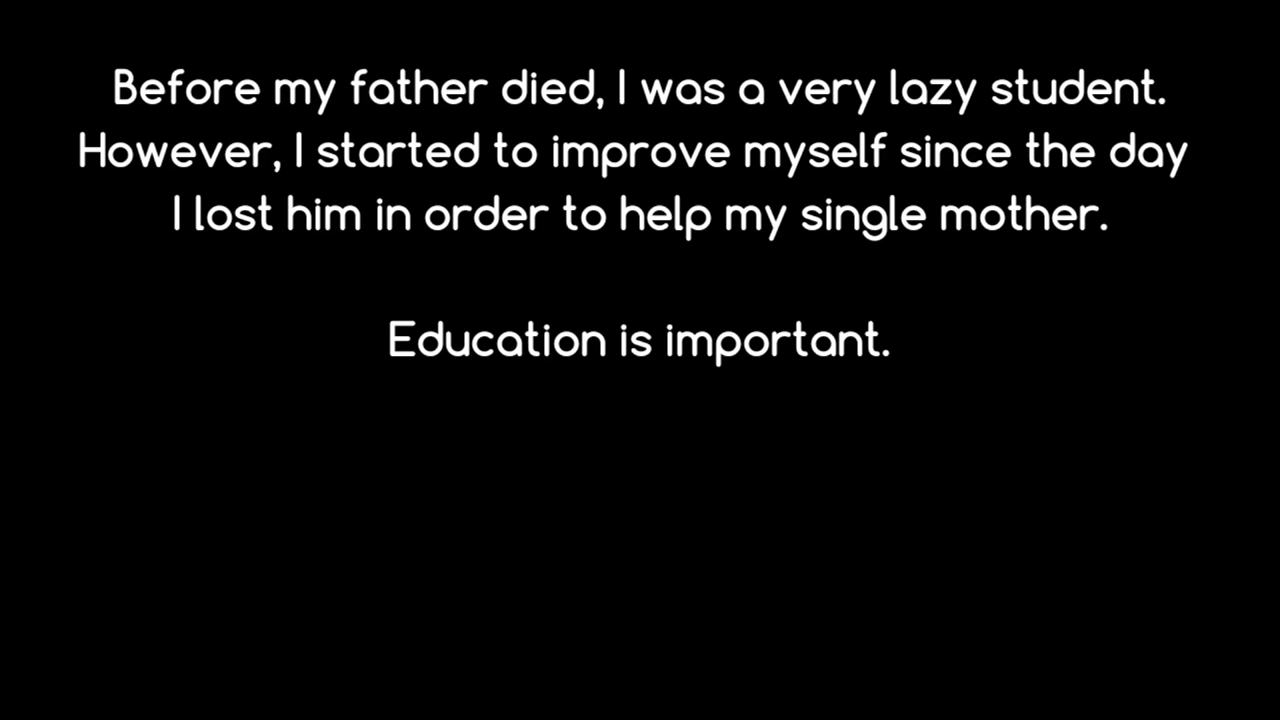 Before my father died, I was a very lazy student.
However, I started to improve myself since the day
I lost him in order to help my single mother.
Education is important.